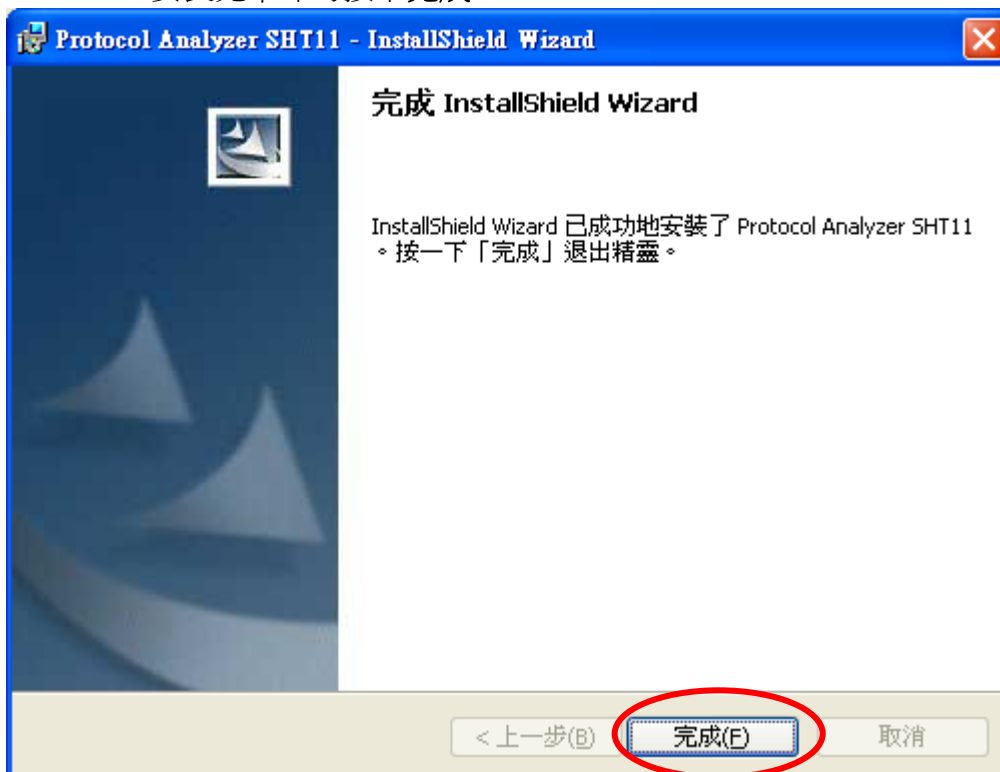 Protocol Analyzer SHT11 - InstallShield Wizard
完成 InstallShield Wizard
InstallShield Wizard 已成功地安裝了 Protocol Analyzer SHT11
。按一下「完成」退出精靈。
< 上一步(B) 完成(F) 取消